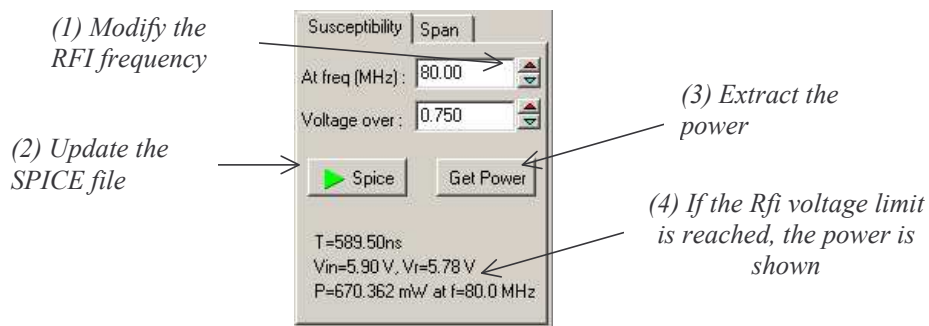 (1) Modify the
RFI frequency
Susceptibility
Span
At freq (MHz) :
80.00
Voltage over :
0.750
(2) Update the
SPICE file
Spice
Get Power
(3) Extract the
power
T=589.50ns
Vin=5.90 V, Vr=5.78 V
P=670.362 mW at f=80.0 MHz
(4) If the Rfi voltage limit
is reached, the power is
shown